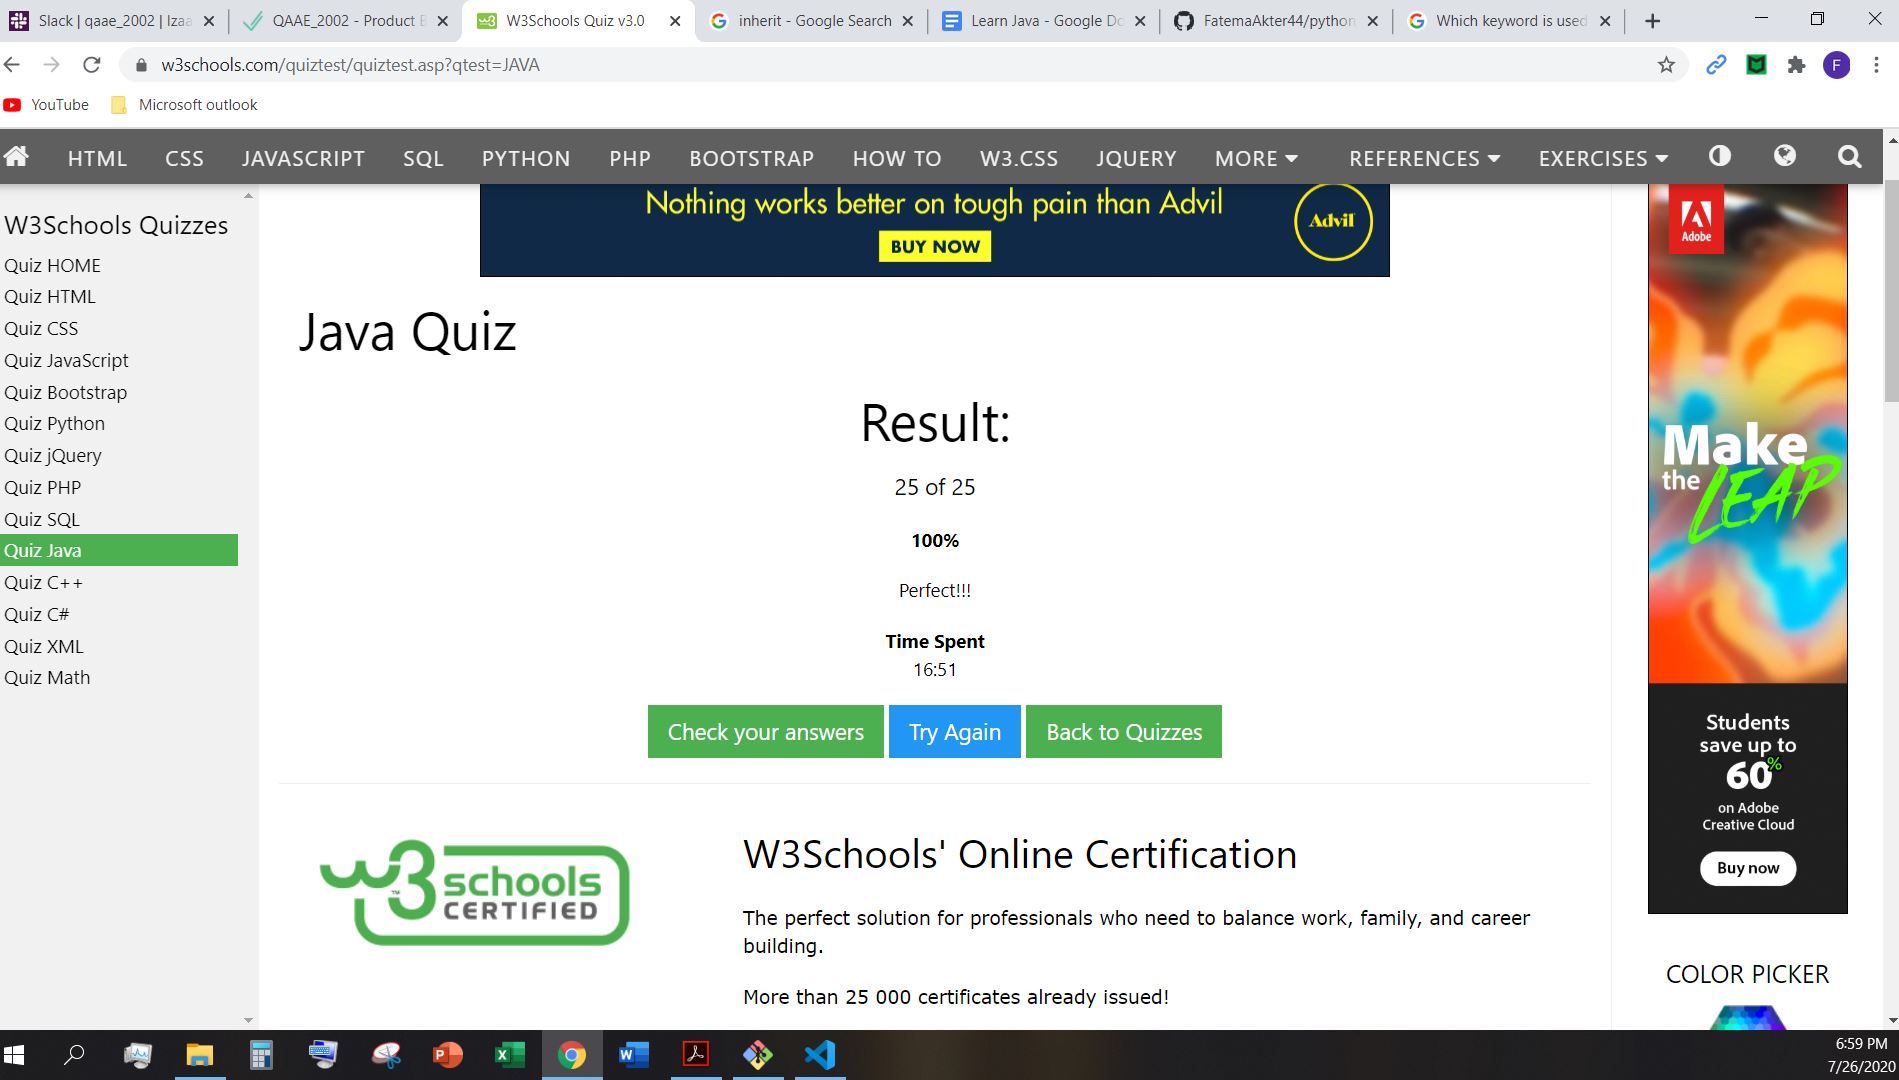 Slack | qaae_2002 | Izaa
QAAE_2002 - Product B
W3Schools Quiz v3.0
inherit - Google Search
Learn Java - Google Do
FatemaAkter44/python
Which keyword is used
w3schools.com/quiztest/quiztest.asp?qtest=JAVA
F
YouTube
Microsoft outlook
HTML CSS JAVASCRIPT SQL PYTHON PHP BOOTSTRAP HOW TO W3.CSS JQUERY MORE REFERENCES EXERCISES
W3Schools Quizzes
Quiz HOME
Quiz HTML
Quiz CSS
Quiz JavaScript
Quiz Bootstrap
Quiz Python
Quiz jQuery
Quiz PHP
Quiz SQL
Quiz Java
Quiz C++
Quiz C#
Quiz XML
Quiz Math
Nothing works better on tough pain than Advil
BUY NOW
Advil
Java Quiz
Result:
25 of 25
100%
Perfect!!!
Time Spent
16:51
Check your answers
Try Again
Back to Quizzes
w3schools
CERTIFIED
W3Schools' Online Certification
The perfect solution for professionals who need to balance work, family, and career
building.
More than 25 000 certificates already issued!
Adobe
Make
the LEAP
Students
save up to
60%
on Adobe
Creative Cloud
Buy now
COLOR PICKER
6:59 PM
7/26/2020